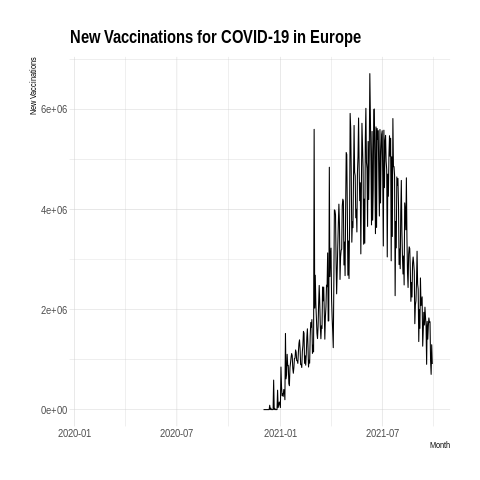 New Vaccinations for COVID-19 in Europe
New Vaccinations
6e+06
4e+06
2e+06
0e+00
2020-01 2020-07 2021-01 2021-07
Month